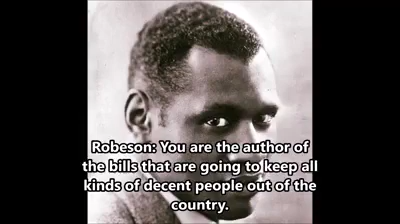 Robeson: You are the author of
the bills that are going to keep all
kinds of decent people out of the
country.